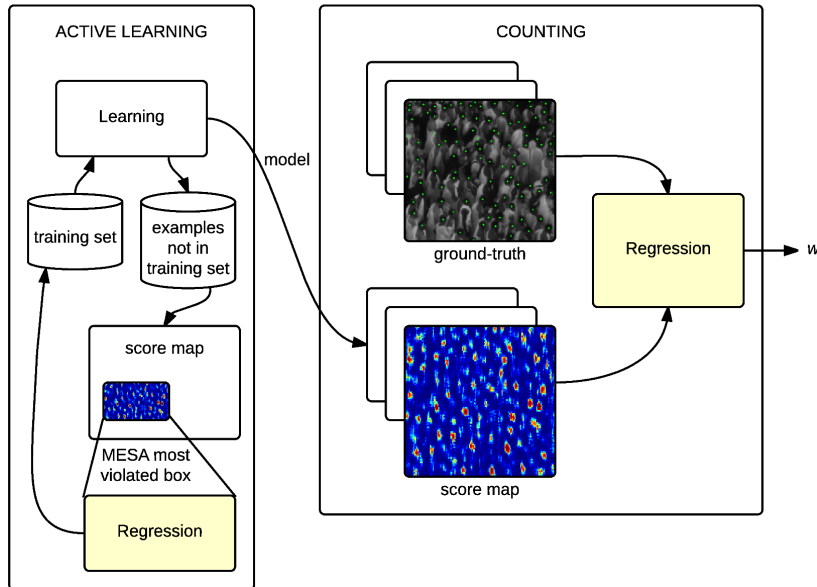 ACTIVE LEARNING
Learning
training set
examples
not in
training set
score map
MESA most
violated box
Regression
model
COUNTING
ground-truth
score map
Regression
w